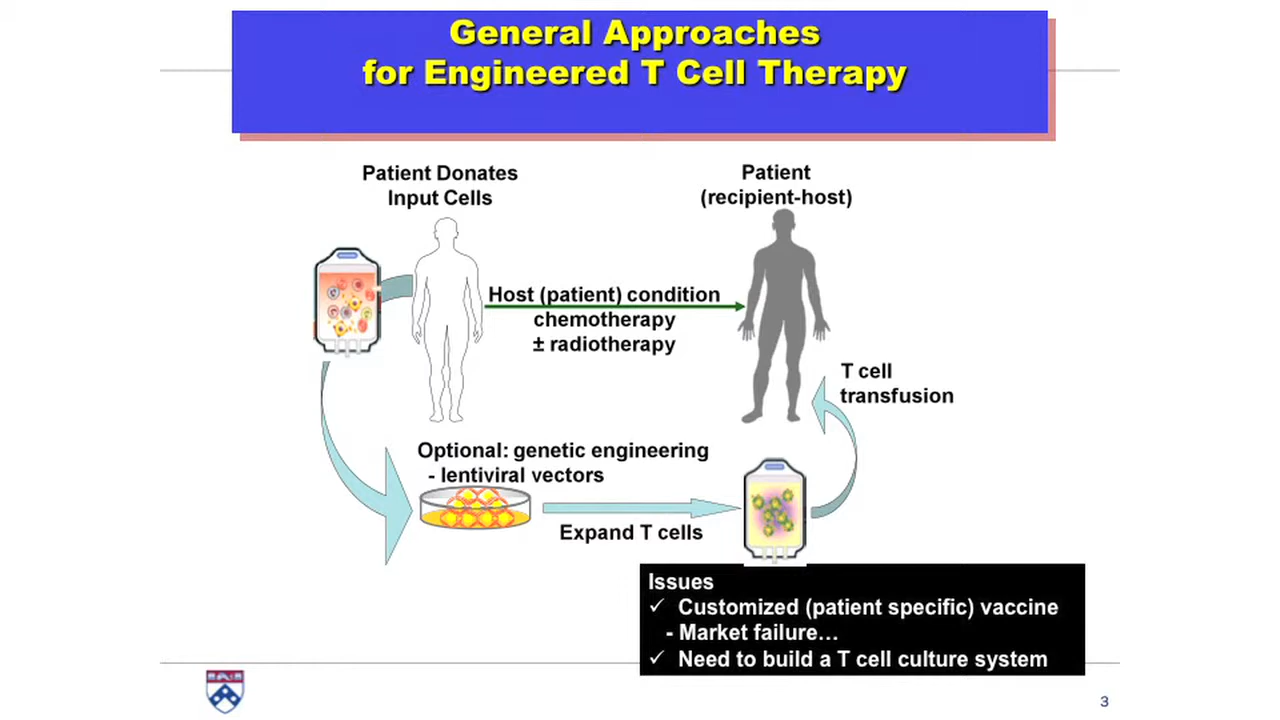 General Approaches
for Engineered T Cell Therapy
Patient Donates
Input Cells
Patient
(recipient-host)
Host (patient) condition
chemotherapy
± radiotherapy
T cell
transfusion
Optional: genetic engineering
- lentiviral vectors
Expand T cells
Issues
✓ Customized (patient specific) vaccine
- Market failure…
✓ Need to build a T cell culture system
3